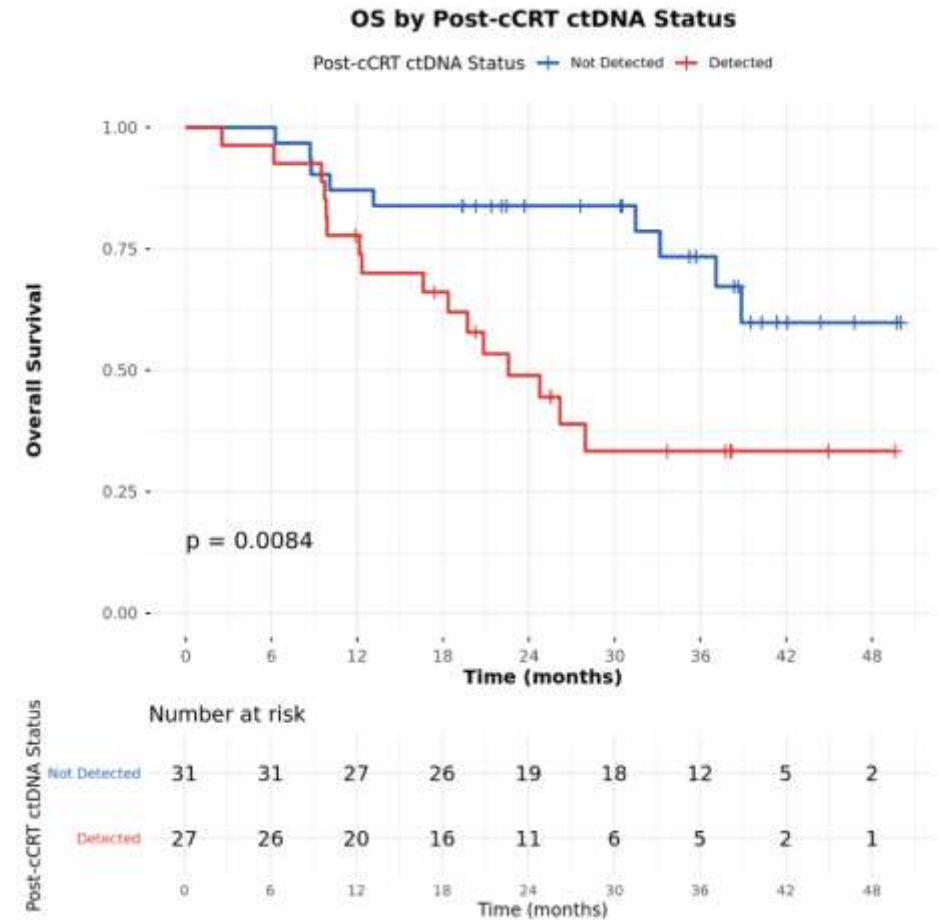 OS by Post-cCRT ctDNA Status
Post-cCRT ctDNA Status Not Detected Detected
Overall Survival
1.00
0.75
0.50
0.25
0.00
p = 0.0084
0 6 12 18 24 30 36 42 48
Time (months)
Number at risk
Post-cCRT ctDNA Status
Not Detected 31 31 27 26 19 18 12 5 2
Detected 27 26 20 16 11 6 5 2 1
0 6 12 18 24 30 36 42 48
Time (months)